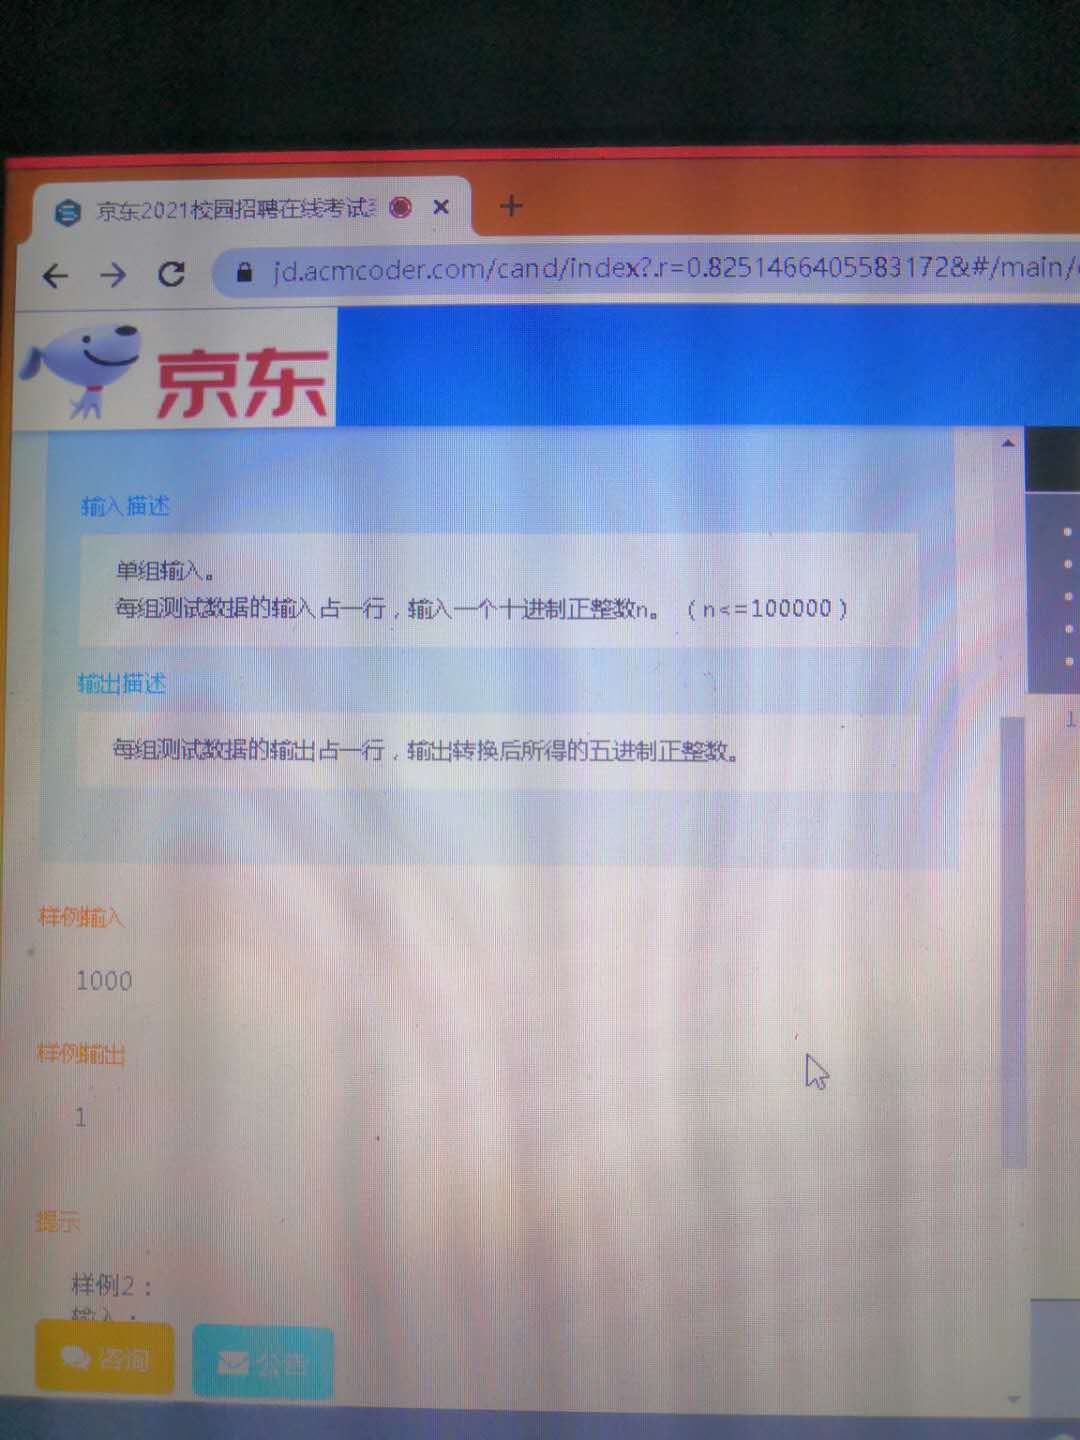 京东2021校园招聘在线考试
jd.acmcoder.com/cand/index?.r=0.8251466405583172&#/main/
京东
输入描述
单组输入。
每组测试数据的输入占一行，输入一个十进制正整数n。（n<=100000）
输出描述
每组测试数据的输出占一行，输出转换后所得的五进制正整数。
样例输入
1000
样例输出
1
提示
样例2：
输入：
咨询
公告
1